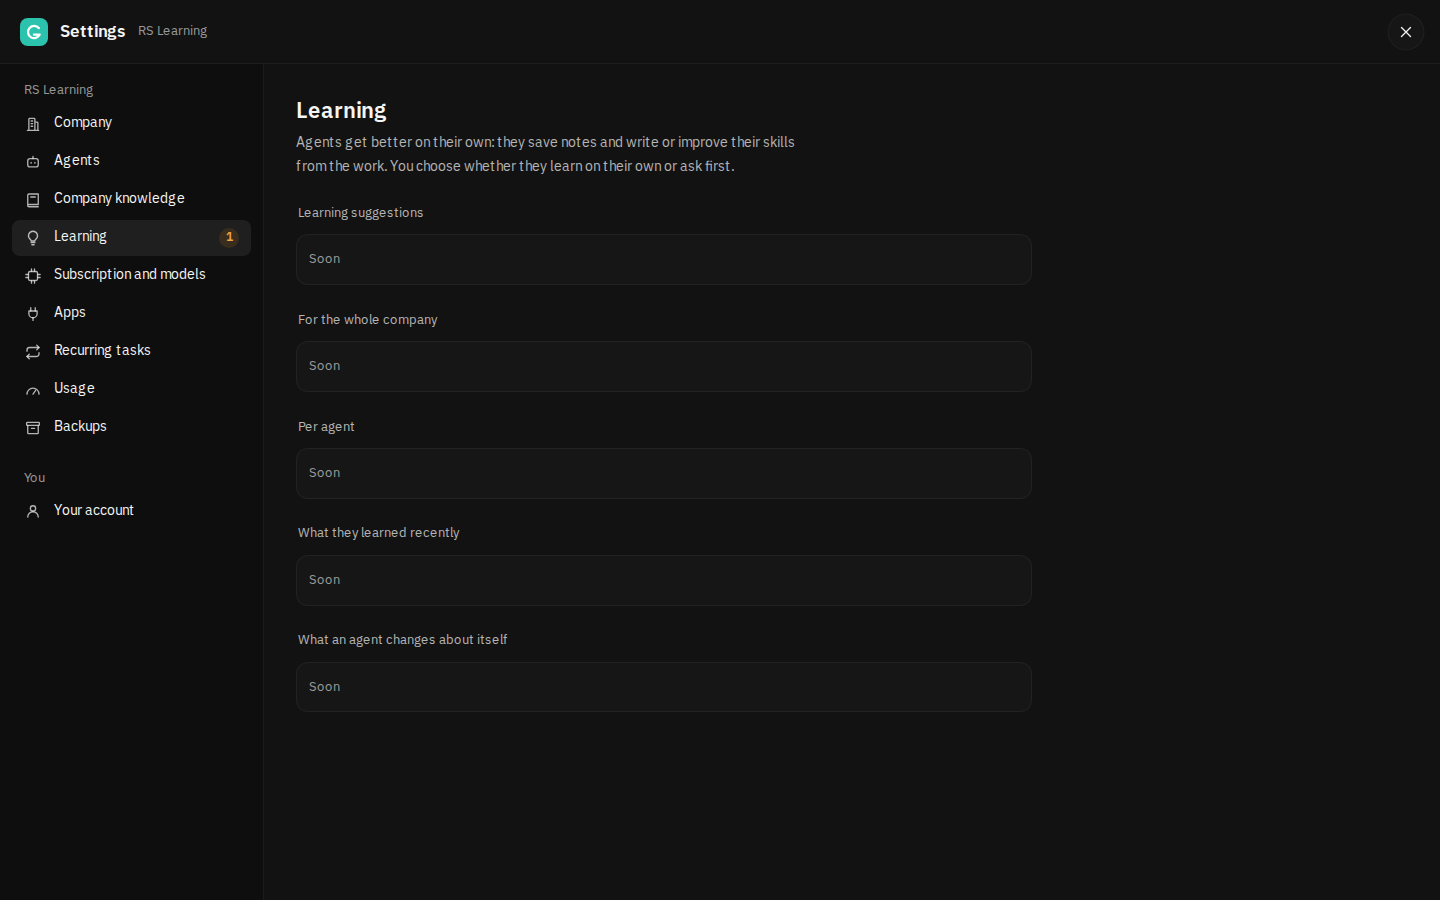 Settings RS Learning
RS Learning
Company
Agents
Company knowledge
Learning 1
Subscription and models
Apps
Recurring tasks
Usage
Backups
You
Your account
Learning
Agents get better on their own: they save notes and write or improve their skills
from the work. You choose whether they learn on their own or ask first.
Learning suggestions
Soon
For the whole company
Soon
Per agent
Soon
What they learned recently
Soon
What an agent changes about itself
Soon